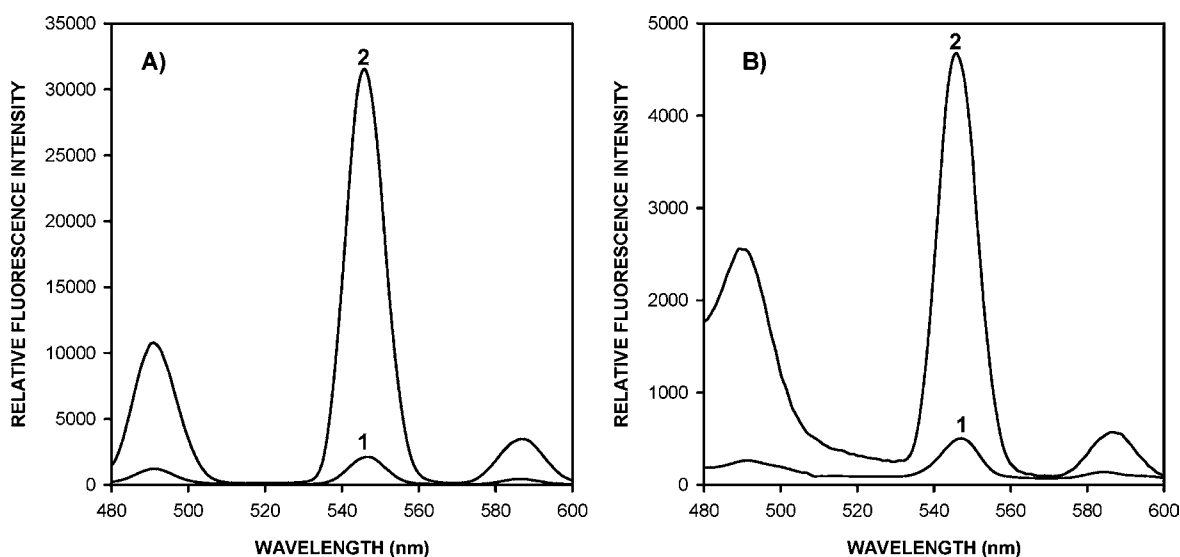 35000
30000
25000
20000
15000
10000
5000
0
480 500 520 540 560 580 600
RELATIVE FLUORESCENCE INTENSITY
WAVELENGTH (nm)
A)
2
1
5000
4000
3000
2000
1000
0
480 500 520 540 560 580 600
RELATIVE FLUORESCENCE INTENSITY
WAVELENGTH (nm)
B)
2
1